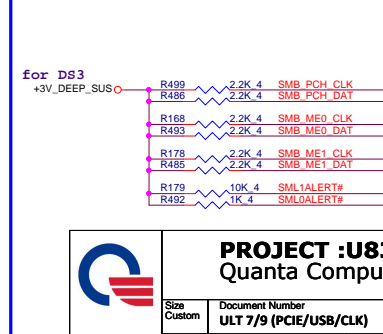 for DS3
+3V_DEEP_SUS
R499 2.2K_4 SMB_PCH_CLK
R486 2.2K_4 SMB_PCH_DAT
R168 2.2K_4 SMB_ME0_CLK
R493 2.2K_4 SMB_ME0_DAT
R178 2.2K_4 SMB_ME1_CLK
R485 2.2K_4 SMB_ME1_DAT
R179 10K_4 SML1ALERT#
R492 1K_4 SML0ALERT#
PROJECT :U83
Quanta Compu
Size Document Number
Custom ULT 7/9 (PCIE/USB/CLK)